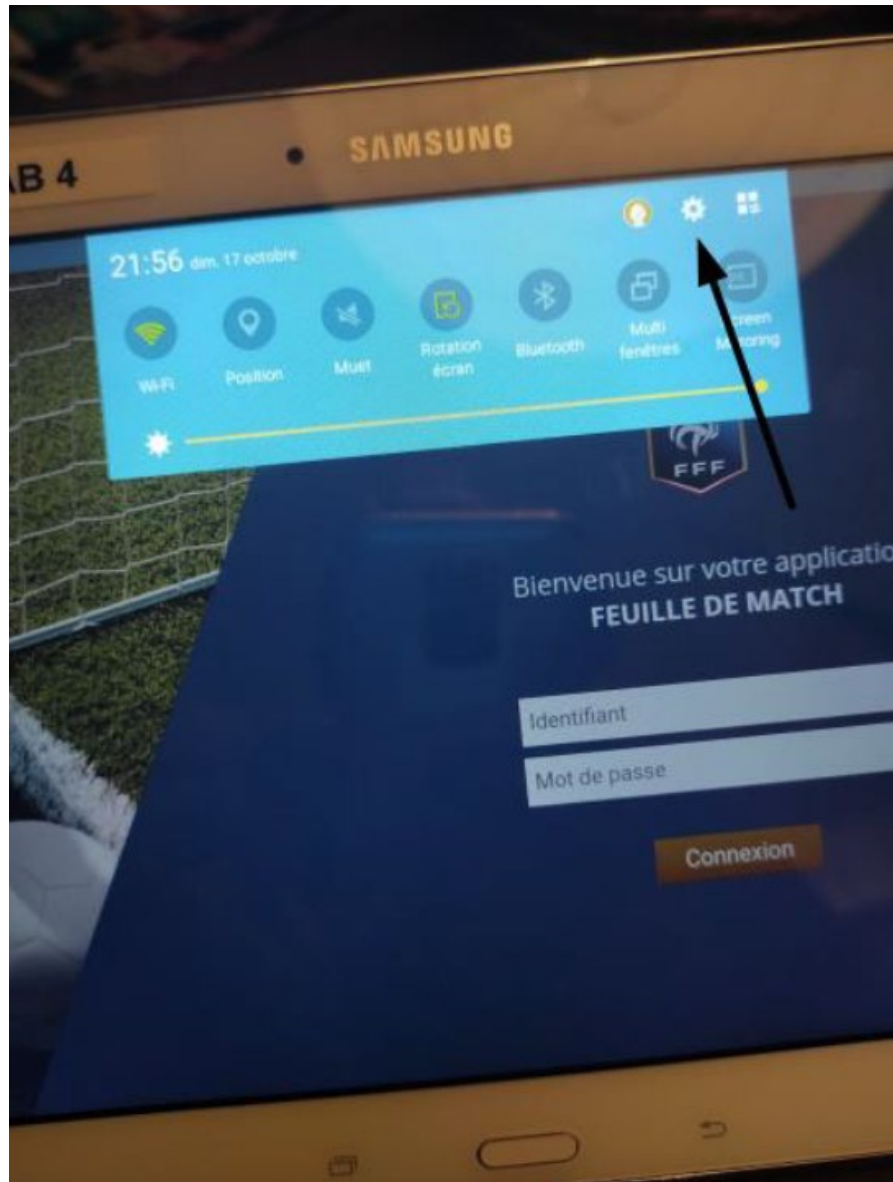 SAMSUNG
AB 4
21:56 dim. 17 octobre
Wi-Fi
Position
Muet
Rotation
écran
Bluetooth
Multi
fenêtres
Screen
FFF
Bienvenue sur votre applicatio
FEUILLE DE MATCH
Identifiant
Mot de passe
Connexion